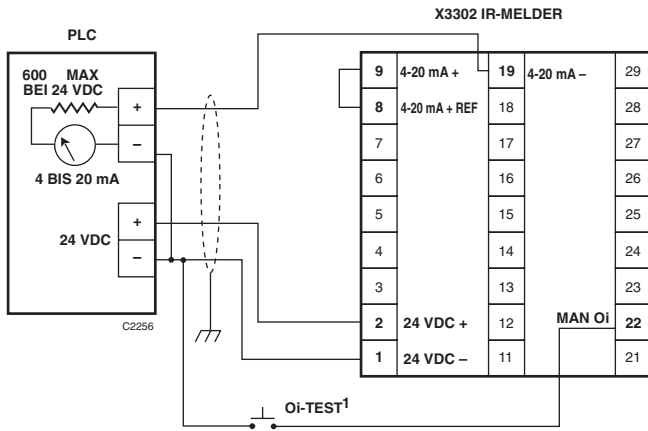 X3302 IR-MELDER
PLC
600 MAX
BEI 24 VDC
+
–
4 BIS 20 mA
24 VDC
+
–
C2256
9 4-20 mA + 19 4-20 mA – 29
8 4-20 mA + REF 18 28
7 17 27
6 16 26
5 15 25
4 14 24
3 13 23
2 24 VDC + 12 MAN Oi 22
1 24 VDC – 11 21
Oi-TEST1